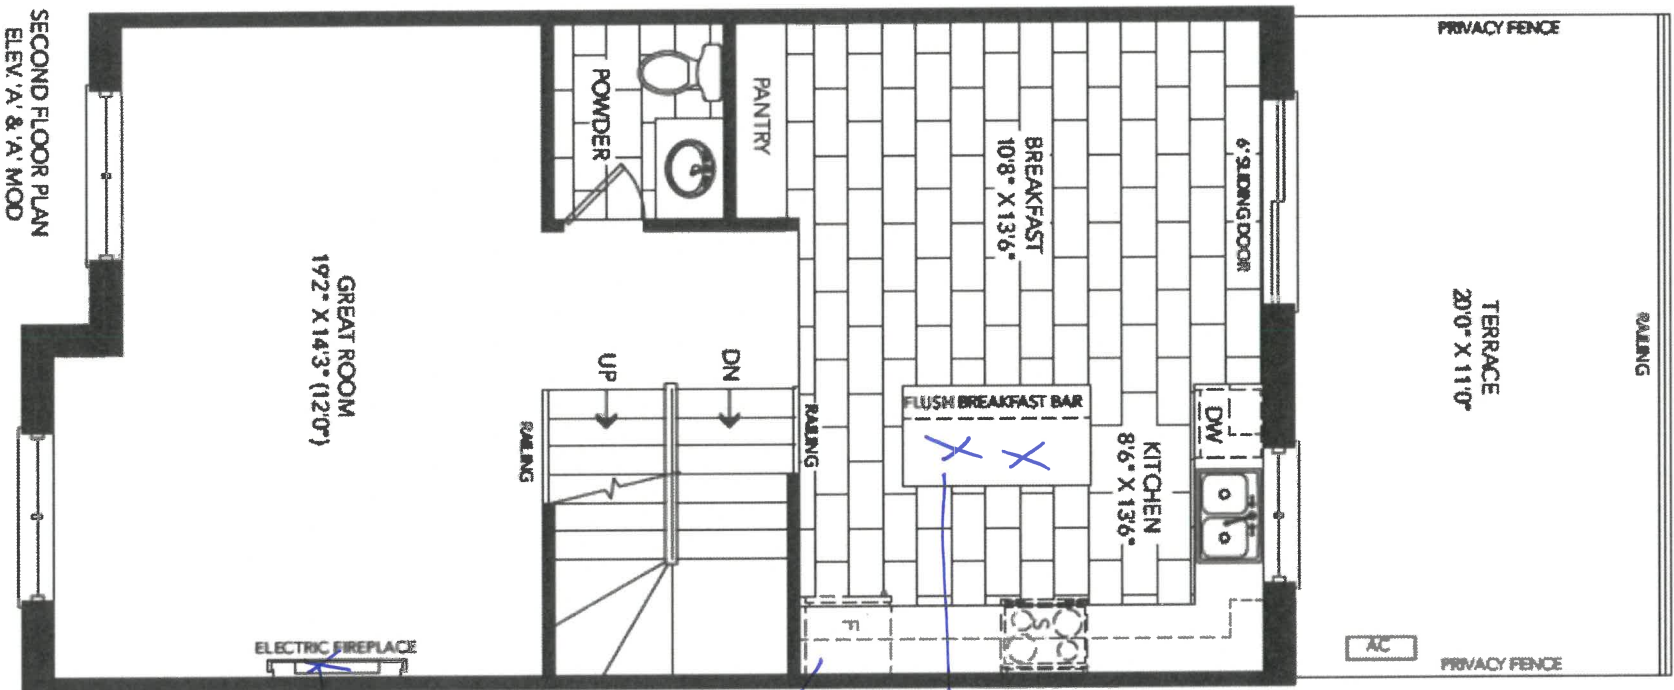 SECOND FLOOR PLAN
ELEV. 'A' & 'A' MOD
GREAT ROOM
19'2" X 14'3" (12'0")
ELECTRIC FIREPLACE
POWDER
PANTRY
UP
DN
RAILING
RAILING
BREAKFAST
10'8" X 13'6"
FLUSH BREAKFAST BAR
KITCHEN
8'6" X 13'6"
DW
F
S
6' SLIDING DOOR
PRIVACY FENCE
TERRACE
20'0" X 11'0"
RAILING
AC
PRIVACY FENCE